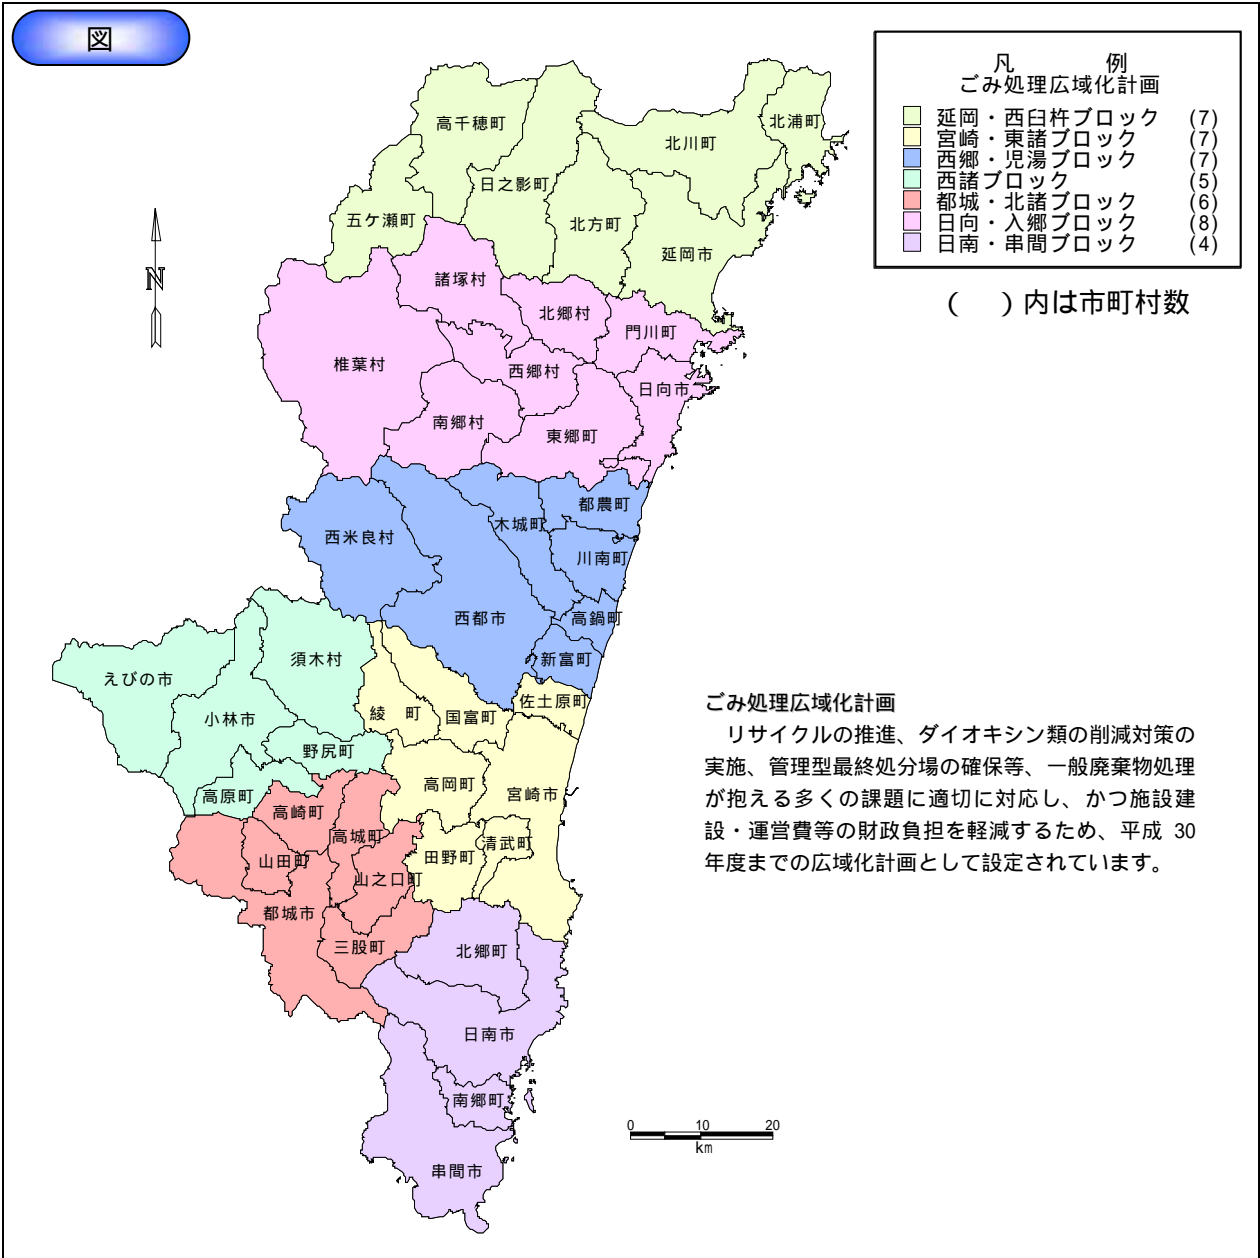 図
凡　　　例
ごみ処理広域化計画
延岡・西臼杵ブロック (7)
宮崎・東諸ブロック (7)
西都・児湯ブロック (7)
西諸ブロック (5)
都城・北諸ブロック (6)
日向・入郷ブロック (8)
日南・串間ブロック (4)
(　)内は市町村数
N
高千穂町
北浦町
北川町
日之影町
五ケ瀬町
北方町
延岡市
諸塚村
北郷村
門川町
椎葉村
西郷村
日向市
南郷村
東郷町
都農町
木城町
西米良村
川南町
西都市
高鍋町
新富町
須木村
えびの市
佐土原町
綾　町
国富町
小林市
野尻町
高岡町
宮崎市
高原町
高崎町
高城町
清武町
山田町
田野町
山之口町
都城市
三股町
北郷町
日南市
南郷町
串間市
ごみ処理広域化計画
　リサイクルの推進、ダイオキシン類の削減対策の
実施、管理型最終処分場の確保等、一般廃棄物処理
が抱える多くの課題に適切に対応し、かつ施設建
設・運営費等の財政負担を軽減するため、平成 30
年度までの広域化計画として設定されています。
0 10 20
km